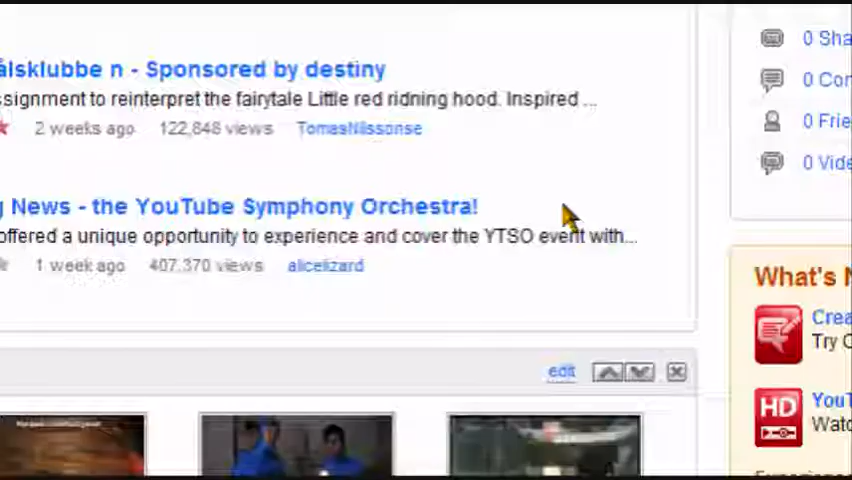 ålsklubbe n - Sponsored by destiny
ssignment to reinterpret the fairytale Little red ridning hood. Inspired ...
2 weeks ago 122,848 views TomasNilssonse
g News - the YouTube Symphony Orchestra!
offered a unique opportunity to experience and cover the YTSO event with...
1 week ago 407,370 views alicelizard
edit
0 Sha
0 Con
0 Frie
0 Vide
What's N
Crea
Try C
HD
YouT
Watc